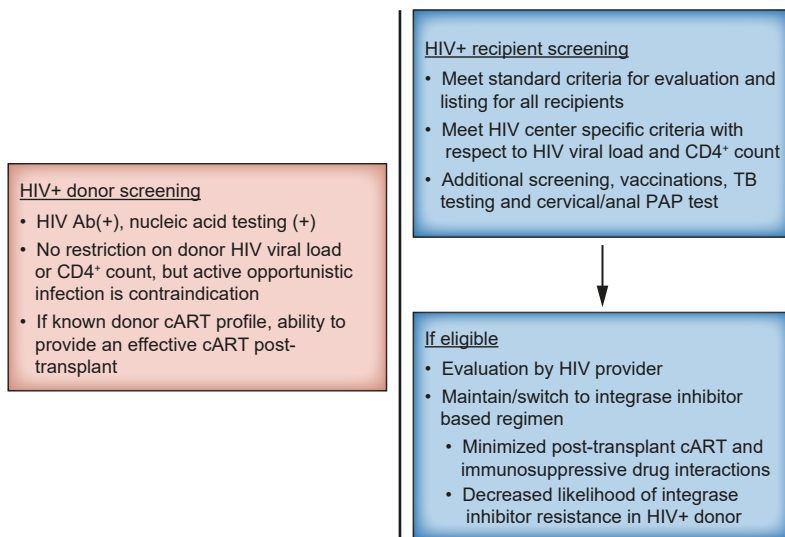 HIV+ donor screening
• HIV Ab(+), nucleic acid testing (+)
• No restriction on donor HIV viral load
or CD4⁺ count, but active opportunistic
infection is contraindication
• If known donor cART profile, ability to
provide an effective cART post-
transplant
HIV+ recipient screening
• Meet standard criteria for evaluation and
listing for all recipients
• Meet HIV center specific criteria with
respect to HIV viral load and CD4⁺ count
• Additional screening, vaccinations, TB
testing and cervical/anal PAP test
If eligible
• Evaluation by HIV provider
• Maintain/switch to integrase inhibitor
based regimen
• Minimized post-transplant cART and
immunosuppressive drug interactions
• Decreased likelihood of integrase
inhibitor resistance in HIV+ donor